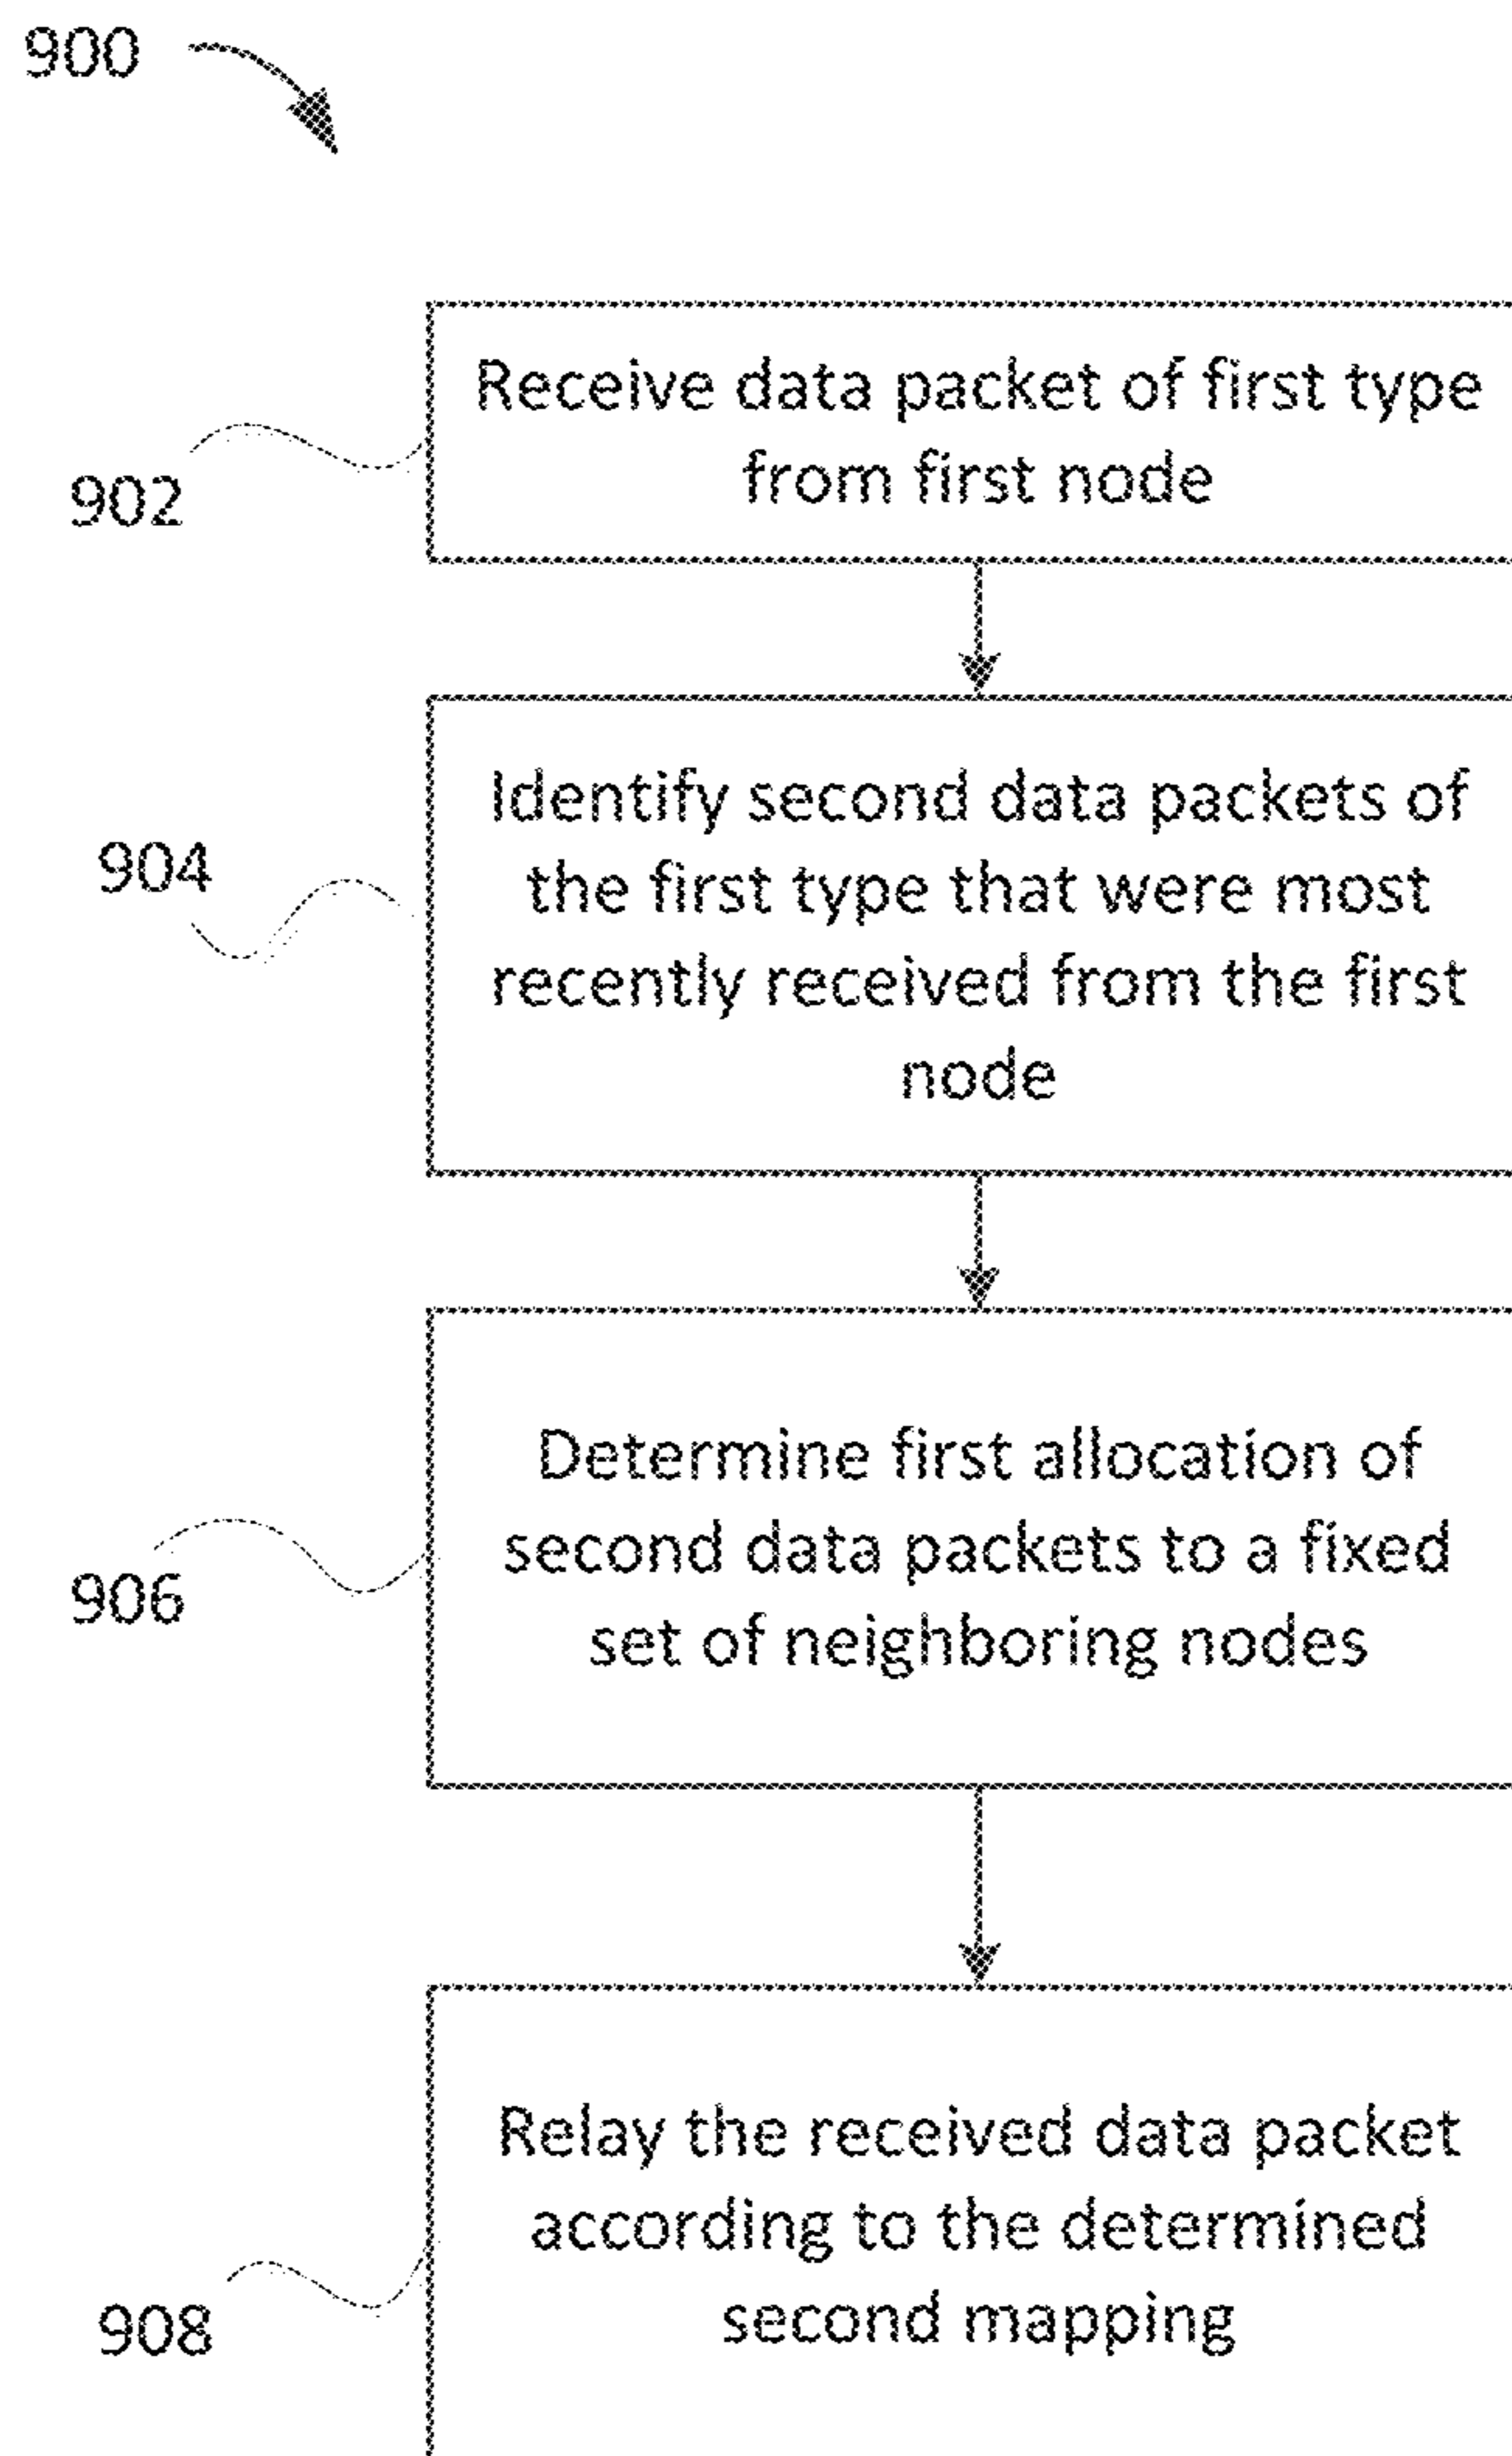 900
Receive data packet of first type
from first node
902
Identify second data packets of
the first type that were most
recently received from the first
node
904
Determine first allocation of
second data packets to a fixed
set of neighboring nodes
906
Relay the received data packet
according to the determined
second mapping
908